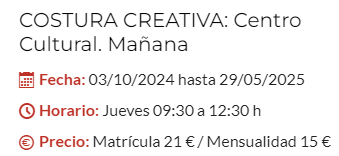 COSTURA CREATIVA: Centro
Cultural. Mañana
Fecha: 03/10/2024 hasta 29/05/2025
Horario: Jueves 09:30 a 12:30 h
Precio: Matrícula 21 € / Mensualidad 15 €